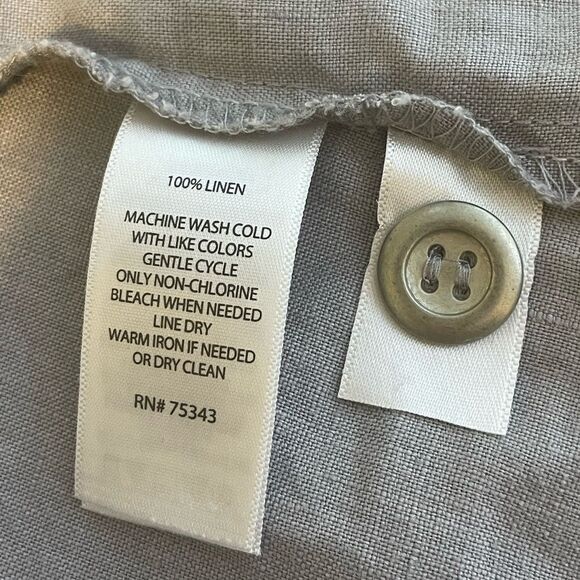 100% LINEN
MACHINE WASH COLD
WITH LIKE COLORS
GENTLE CYCLE
ONLY NON-CHLORINE
BLEACH WHEN NEEDED
LINE DRY
WARM IRON IF NEEDED
OR DRY CLEAN
RN# 75343